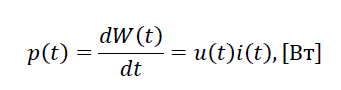 p(t) = dW(t)/dt = u(t)i(t), [Вт]